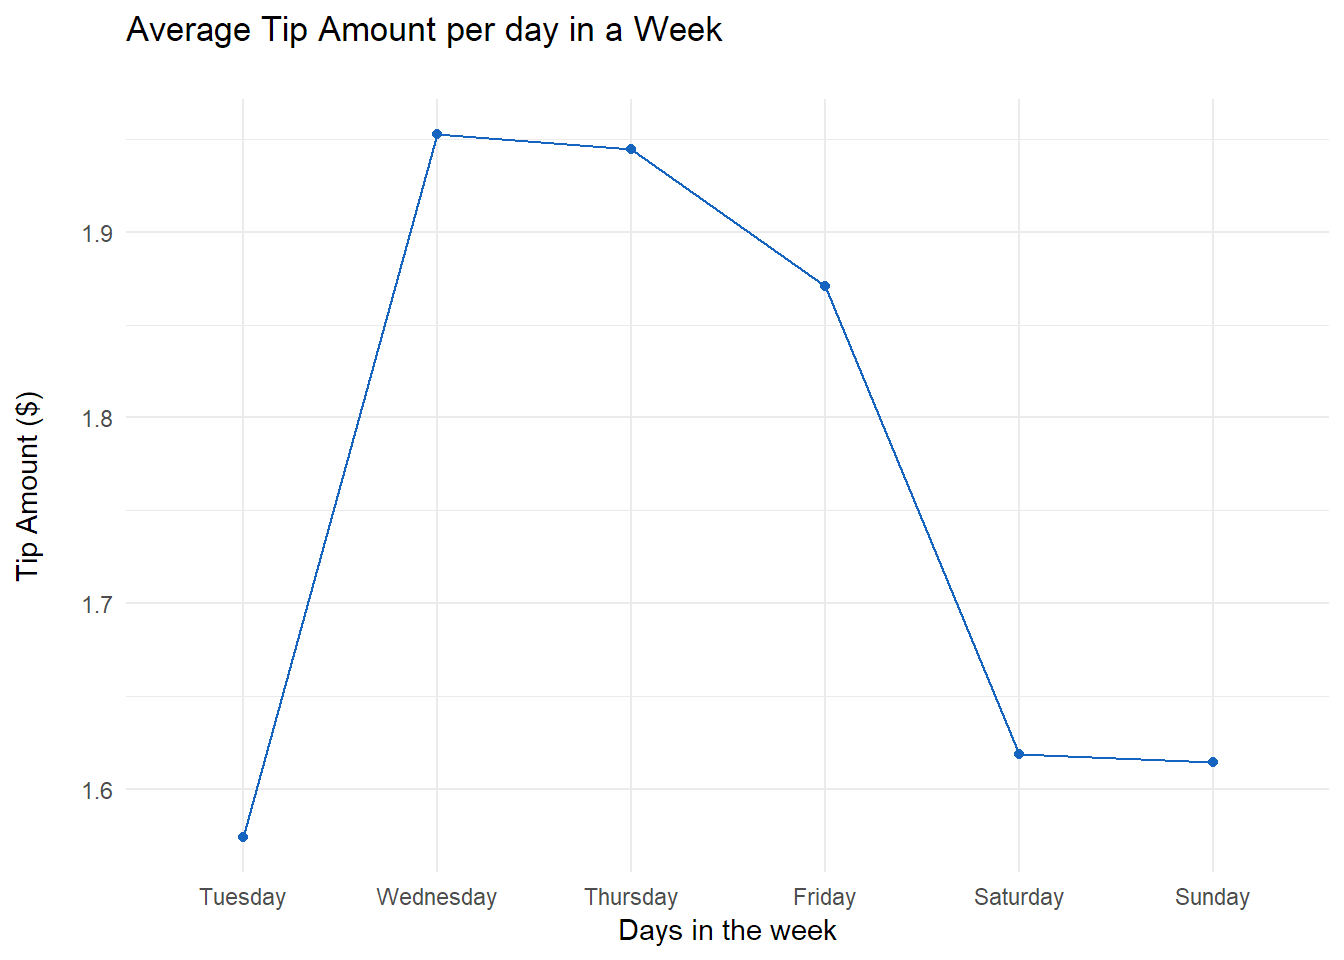 Average Tip Amount per day in a Week
Tip Amount ($)
1.9
1.8
1.7
1.6
Tuesday Wednesday Thursday Friday Saturday Sunday
Days in the week